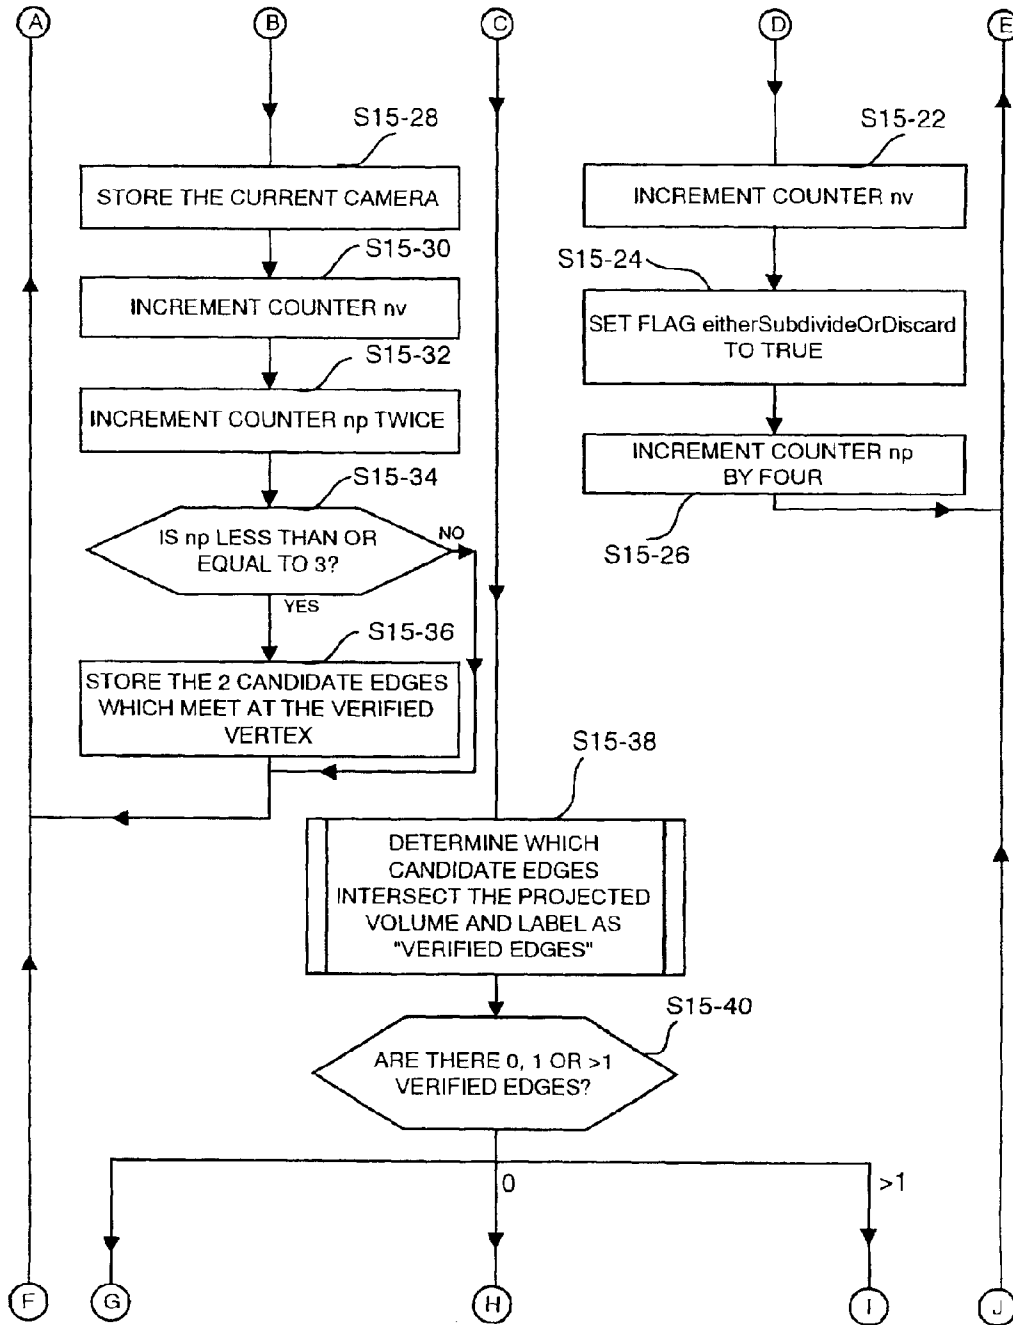 A
B
C
D
E
S15-28
STORE THE CURRENT CAMERA
S15-30
INCREMENT COUNTER nv
S15-32
INCREMENT COUNTER np TWICE
S15-34
IS np LESS THAN OR
EQUAL TO 3?
NO
YES
S15-36
STORE THE 2 CANDIDATE EDGES
WHICH MEET AT THE VERIFIED
VERTEX
S15-22
INCREMENT COUNTER nv
S15-24
SET FLAG eitherSubdivideOrDiscard
TO TRUE
INCREMENT COUNTER np
BY FOUR
S15-26
S15-38
DETERMINE WHICH
CANDIDATE EDGES
INTERSECT THE PROJECTED
VOLUME AND LABEL AS
"VERIFIED EDGES"
S15-40
ARE THERE 0, 1 OR >1
VERIFIED EDGES?
0
>1
F
G
H
I
J